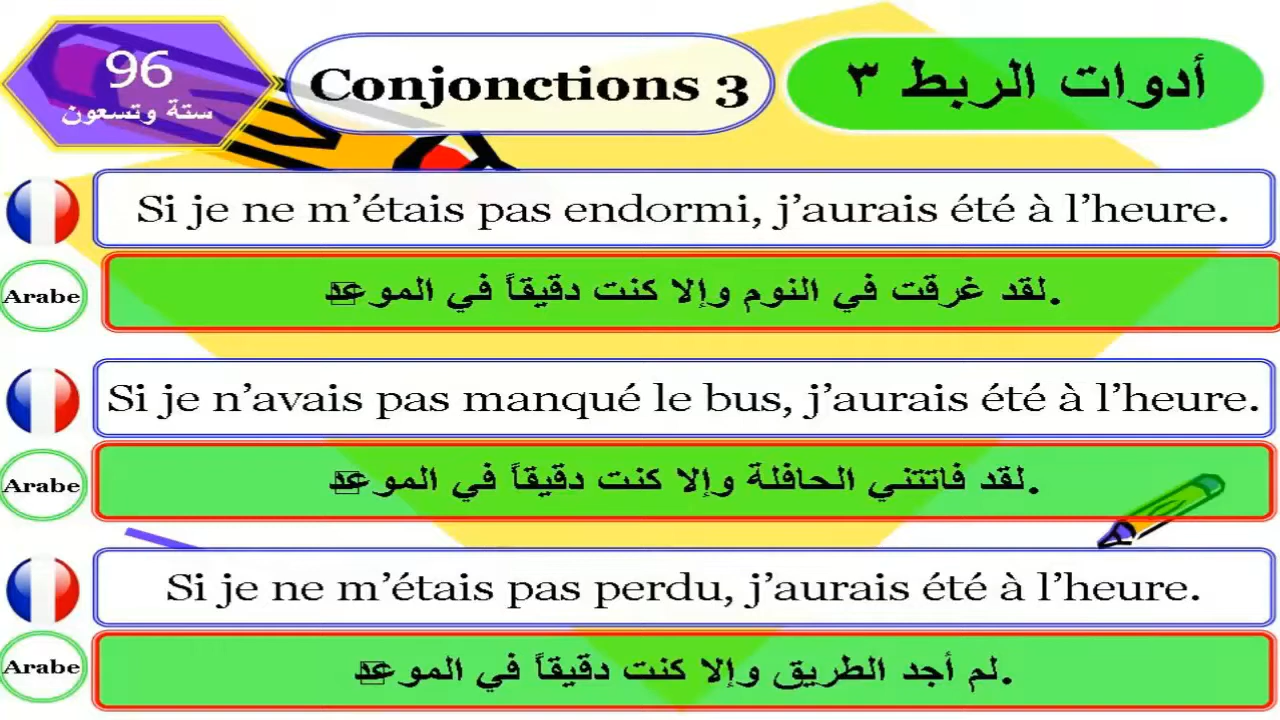 96
ستة وتسعون
Conjonctions 3
أدوات الربط ٣
Si je ne m’étais pas endormi, j’aurais été à l’heure.
Arabe
لقد غرقت في النوم وإلا كنت دقيقاً في الموعد.
Si je n’avais pas manqué le bus, j’aurais été à l’heure.
Arabe
لقد فاتتني الحافلة وإلا كنت دقيقاً في الموعد.
Si je ne m’étais pas perdu, j’aurais été à l’heure.
Arabe
لم أجد الطريق وإلا كنت دقيقاً في الموعد.